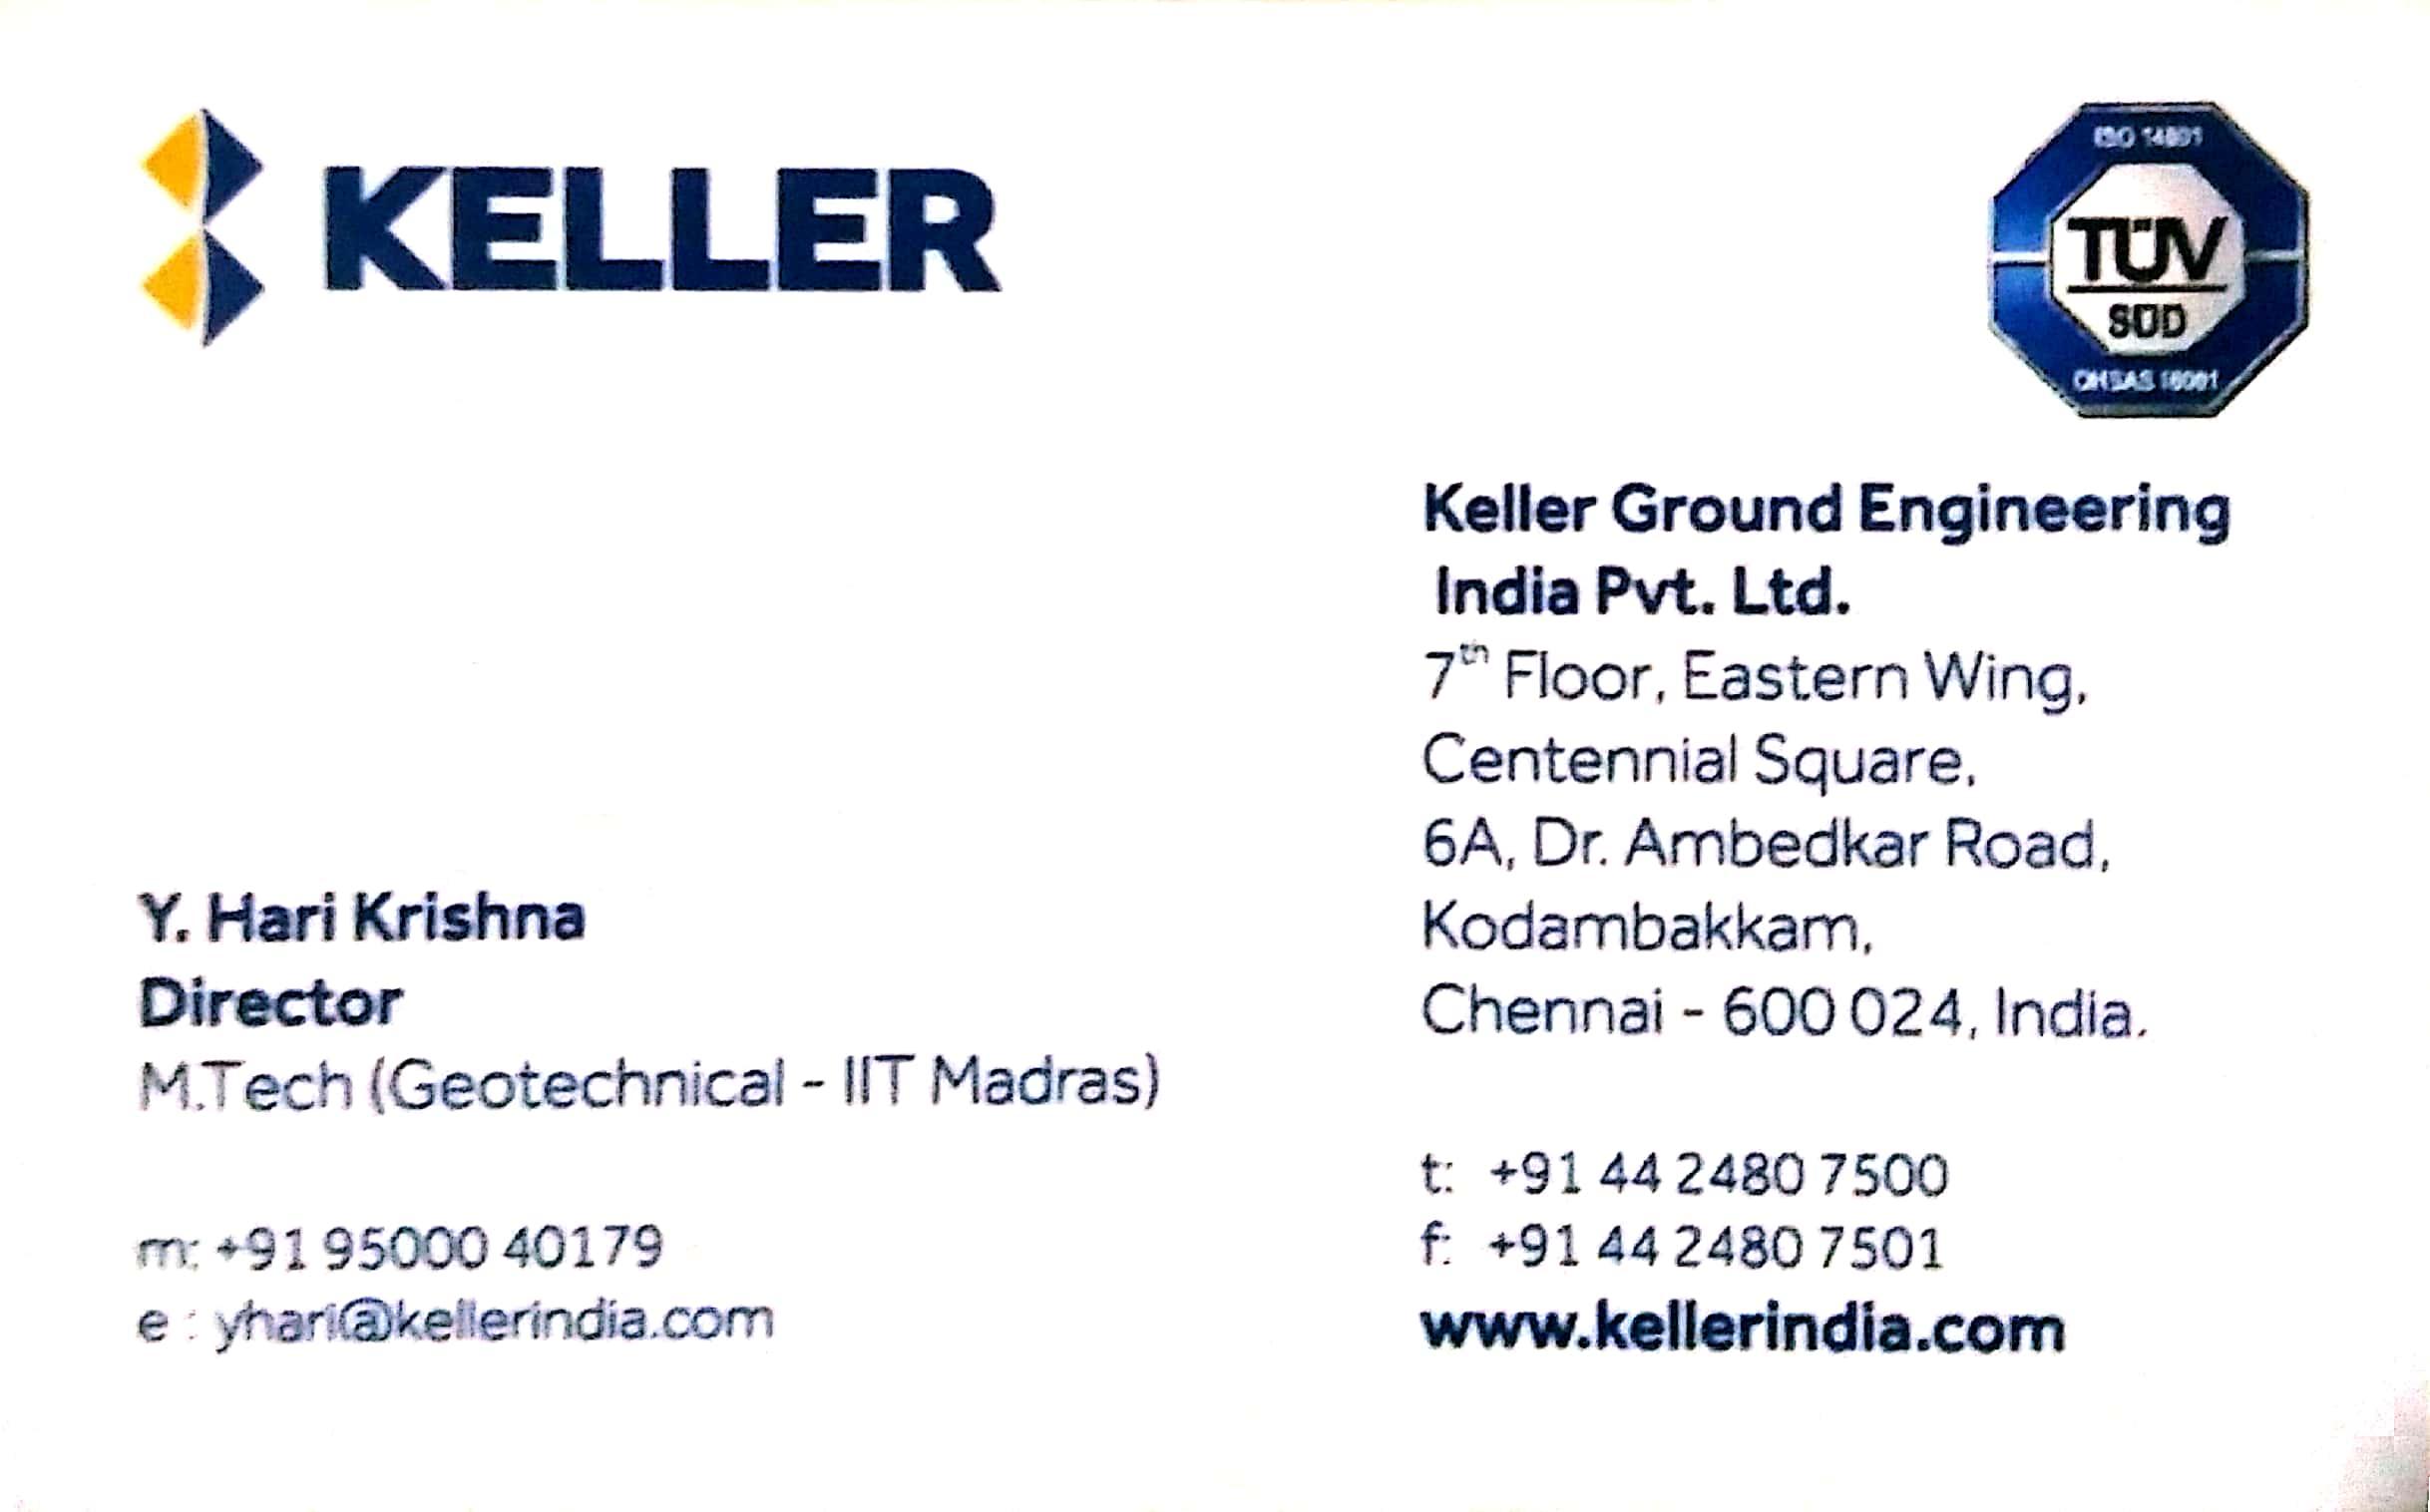 KELLER
ISO 14001
TÜV
SÜD
OHSAS 18001
Keller Ground Engineering
India Pvt. Ltd.
7th Floor, Eastern Wing,
Centennial Square,
6A, Dr. Ambedkar Road,
Kodambakkam,
Chennai - 600 024, India.
Y. Hari Krishna
Director
M.Tech (Geotechnical - IIT Madras)
m: +91 95000 40179
e : yhari@kellerindia.com
t: +91 44 2480 7500
f: +91 44 2480 7501
www.kellerindia.com